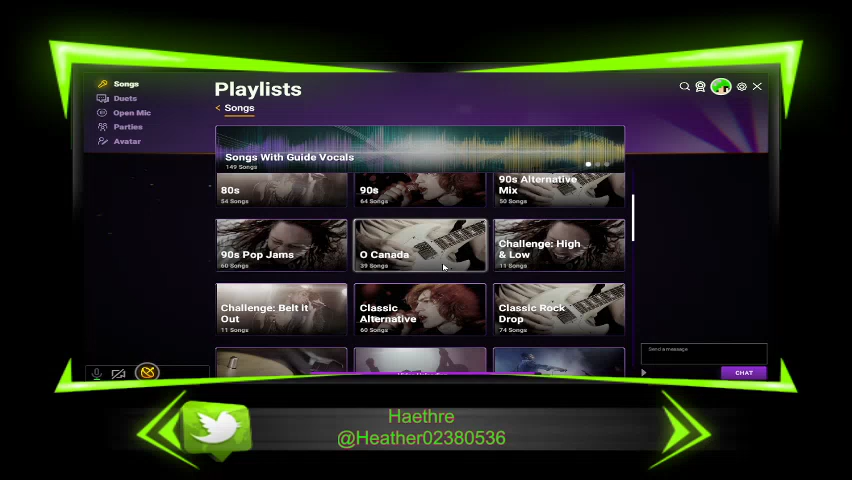 Songs
Duets
Open Mic
Parties
Avatar
Playlists
< Songs
Songs With Guide Vocals
149 Songs
80s
54 Songs
90s
64 Songs
90s Alternative
Mix
50 Songs
90s Pop Jams
60 Songs
O Canada
39 Songs
Challenge: High
& Low
11 Songs
Challenge: Belt It
Out
11 Songs
Classic
Alternative
60 Songs
Classic Rock
Drop
74 Songs
Send a message
CHAT
Haethre
@Heather02380536